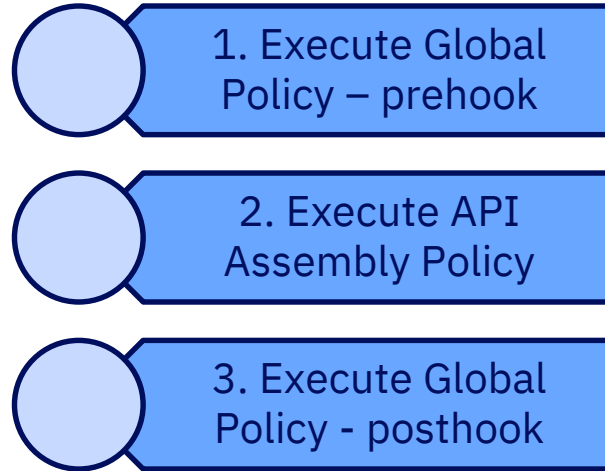 1. Execute Global
Policy – prehook
2. Execute API
Assembly Policy
3. Execute Global
Policy - posthook